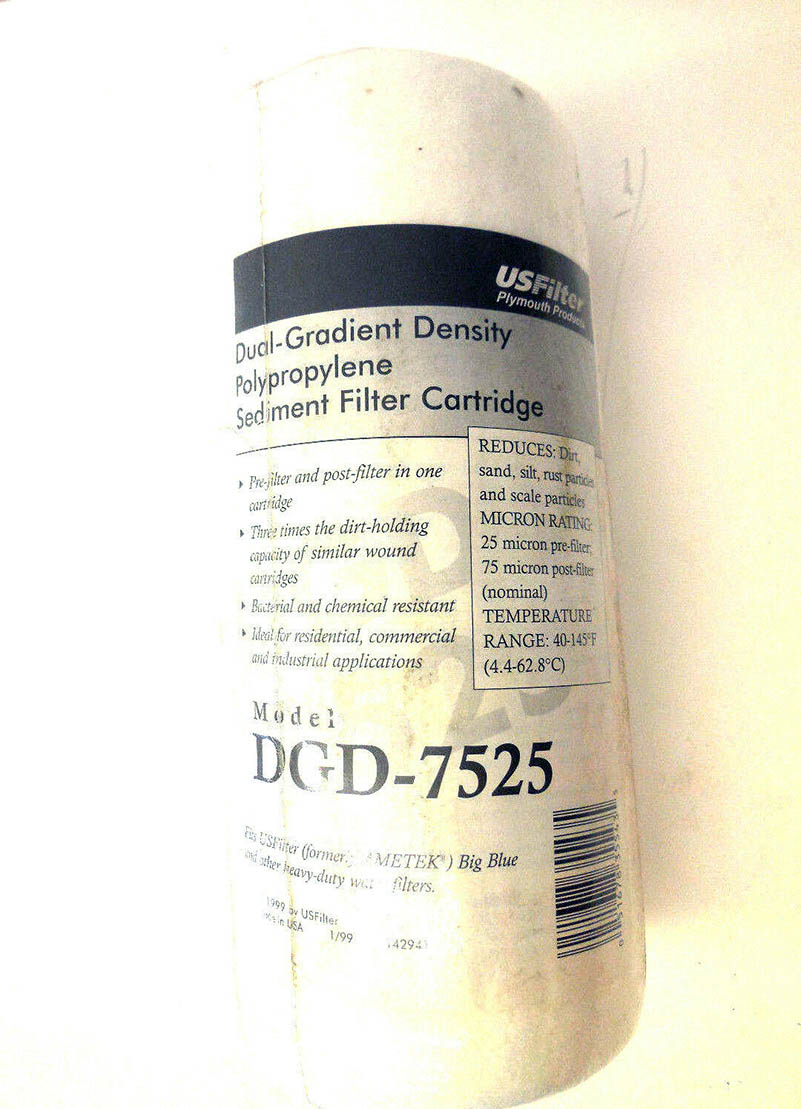 USFilter
Plymouth Products
Dual-Gradient Density
Polypropylene
Sediment Filter Cartridge
▸ Pre-filter and post-filter in one
cartridge
▸ Three times the dirt-holding
capacity of similar wound
cartridges
▸ Bacterial and chemical resistant
▸ Ideal for residential, commercial
and industrial applications
REDUCES: Dirt,
sand, silt, rust particles
and scale particles
MICRON RATING:
25 micron pre-filter;
75 micron post-filter
(nominal)
TEMPERATURE
RANGE: 40-145°F
(4.4-62.8°C)
Model
DGD-7525
Fits USFilter (formerly AMETEK®) Big Blue
and other heavy-duty filters.
1999 by USFilter
in USA
1/99